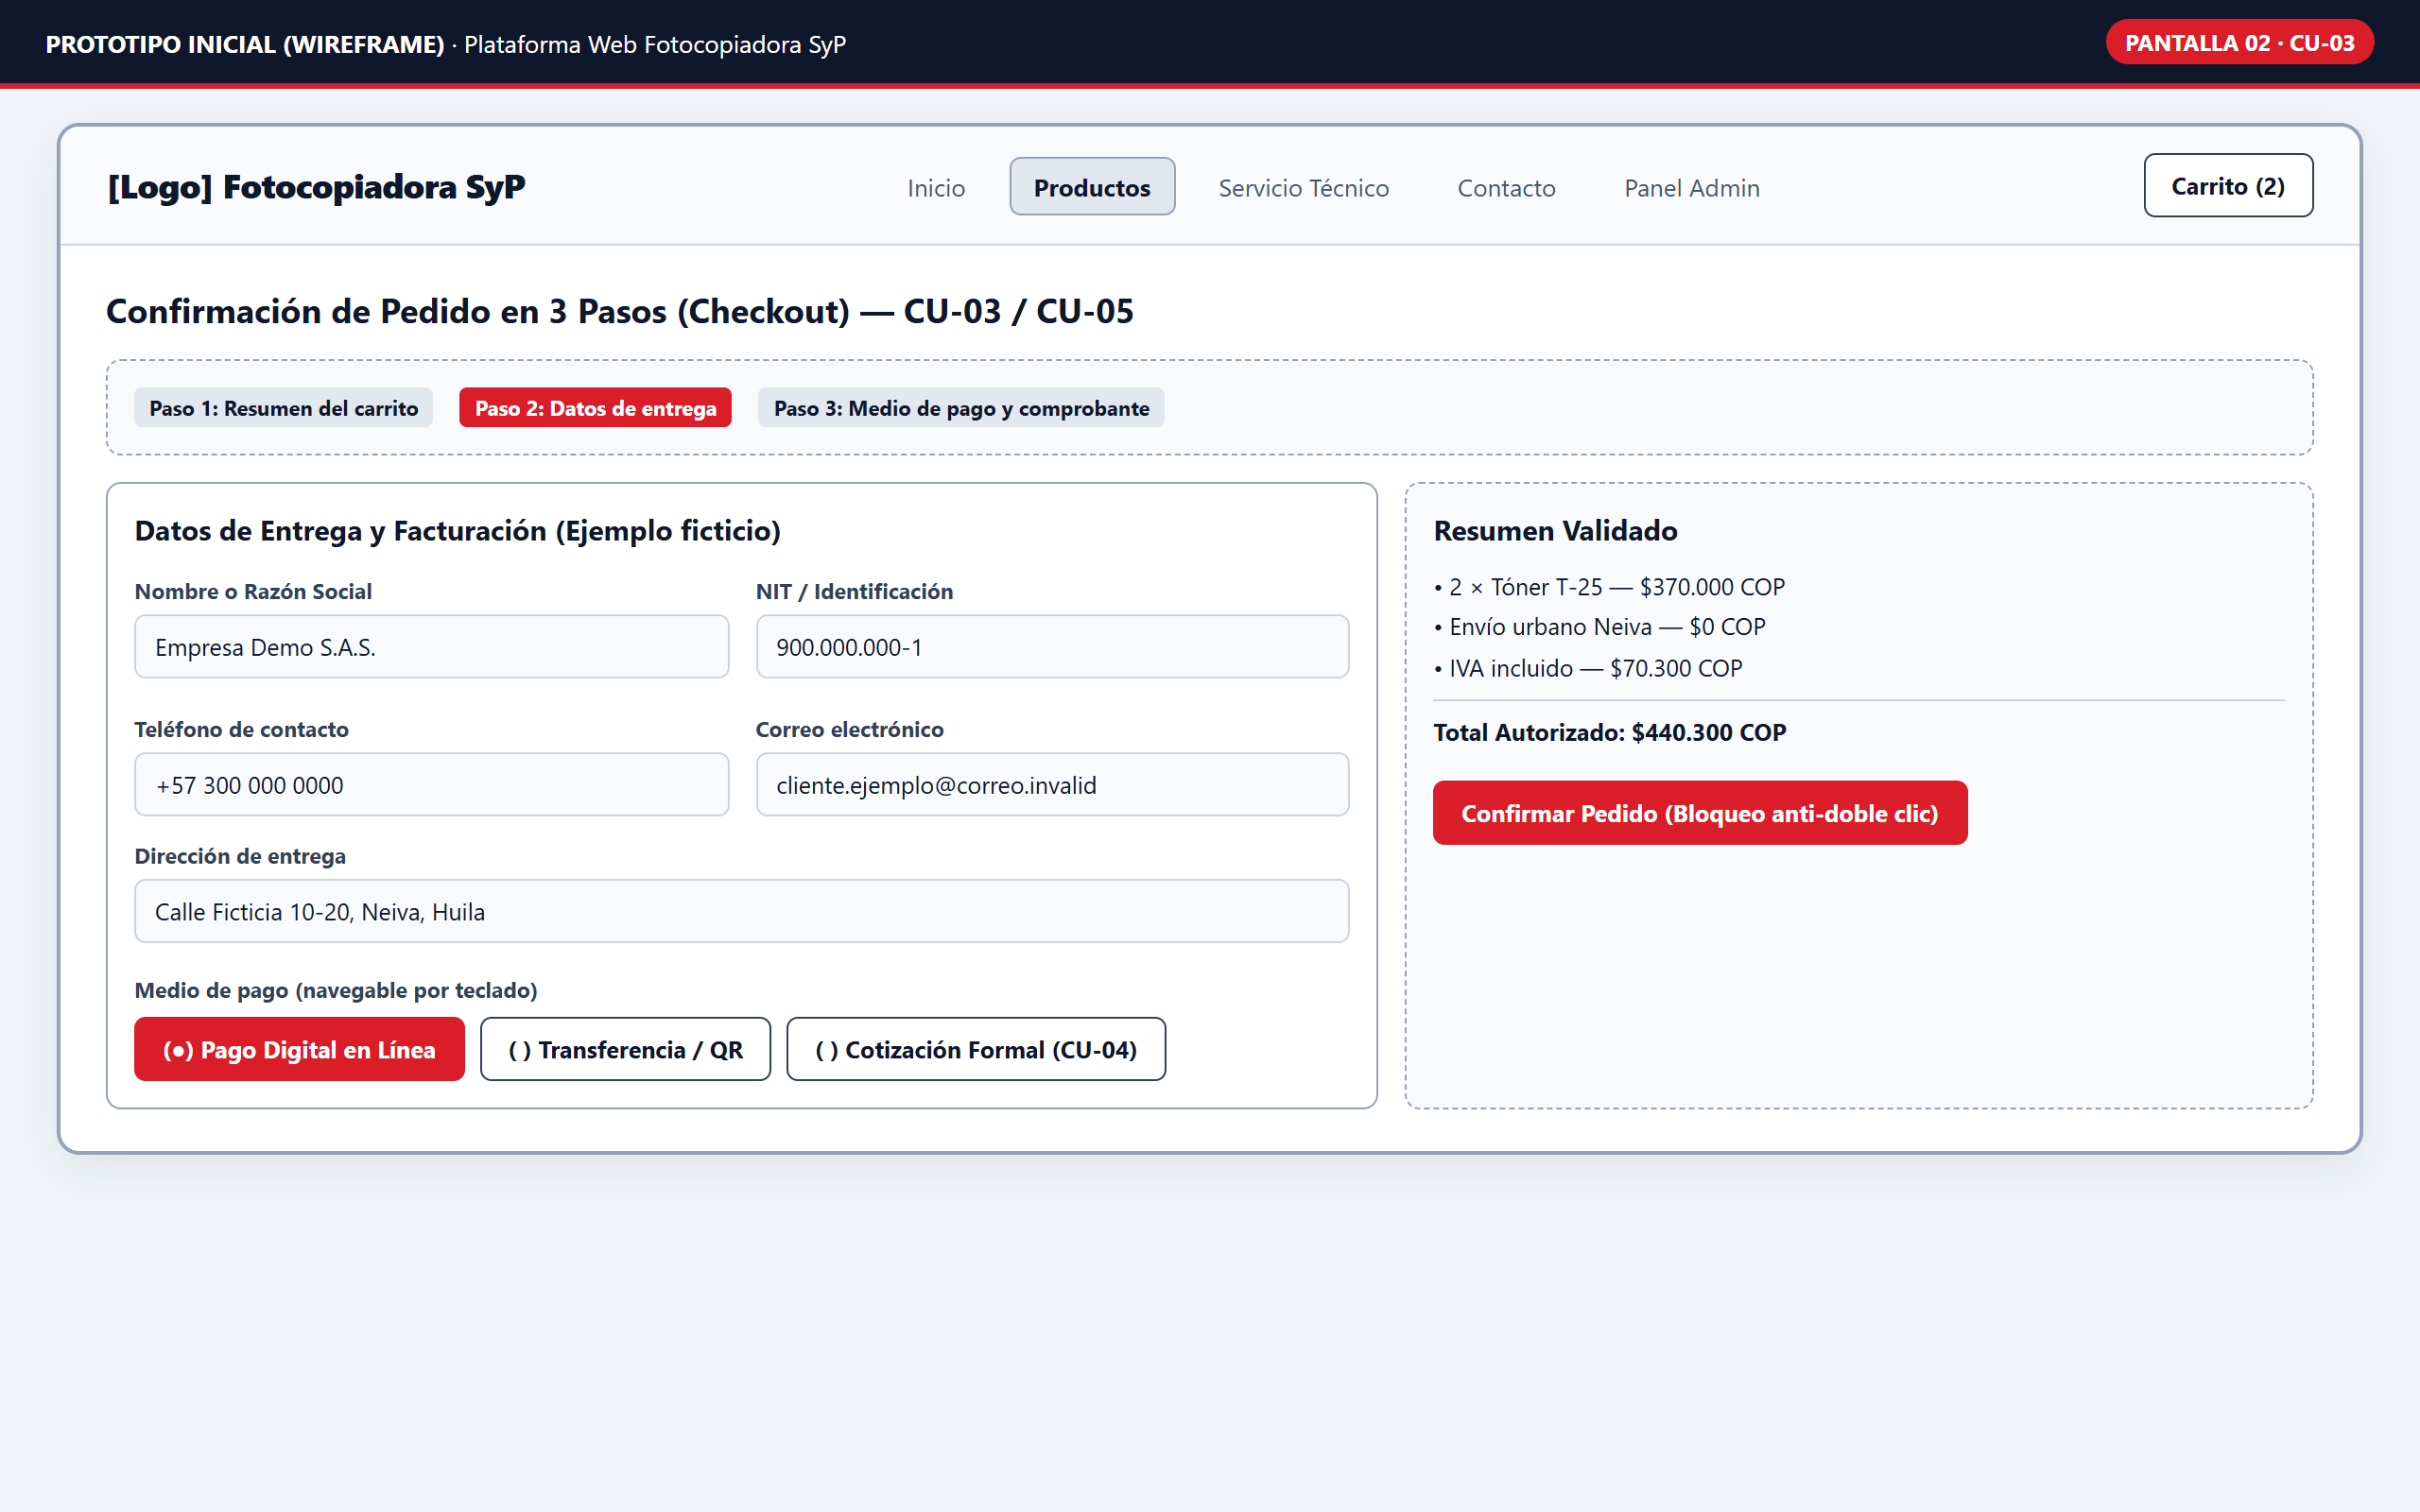 PROTOTIPO INICIAL (WIREFRAME) · Plataforma Web Fotocopiadora SyP
PANTALLA 02 · CU-03
[Logo] Fotocopiadora SyP
Inicio
Productos
Servicio Técnico
Contacto
Panel Admin
Carrito (2)
Confirmación de Pedido en 3 Pasos (Checkout) — CU-03 / CU-05
Paso 1: Resumen del carrito
Paso 2: Datos de entrega
Paso 3: Medio de pago y comprobante
Datos de Entrega y Facturación (Ejemplo ficticio)
Nombre o Razón Social
Empresa Demo S.A.S.
NIT / Identificación
900.000.000-1
Teléfono de contacto
+57 300 000 0000
Correo electrónico
cliente.ejemplo@correo.invalid
Dirección de entrega
Calle Ficticia 10-20, Neiva, Huila
Medio de pago (navegable por teclado)
(●) Pago Digital en Línea
( ) Transferencia / QR
( ) Cotización Formal (CU-04)
Resumen Validado
• 2 × Tóner T-25 — $370.000 COP
• Envío urbano Neiva — $0 COP
• IVA incluido — $70.300 COP
Total Autorizado: $440.300 COP
Confirmar Pedido (Bloqueo anti-doble clic)